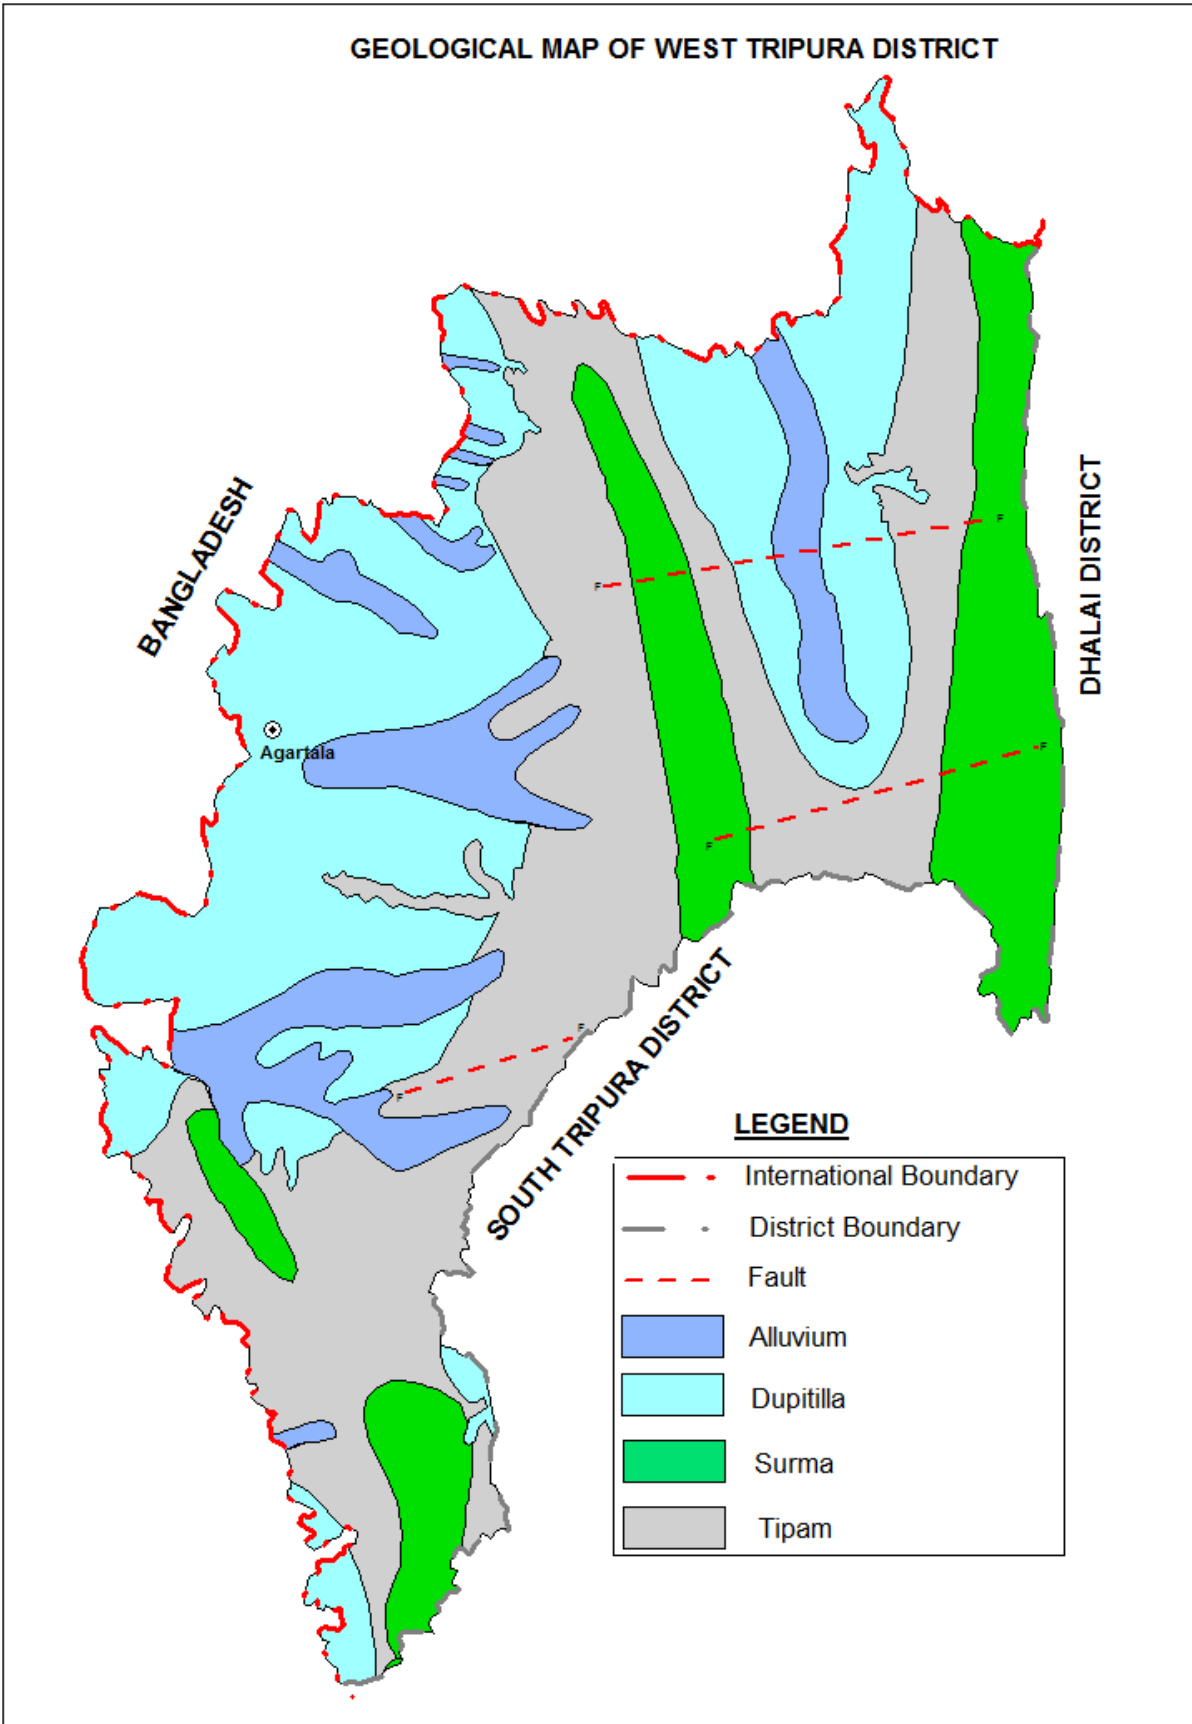 GEOLOGICAL MAP OF WEST TRIPURA DISTRICT
BANGLADESH
DHALAI DISTRICT
F
F
Agartala
F
F
SOUTH TRIPURA DISTRICT
F
F
LEGEND
International Boundary
District Boundary
Fault
Alluvium
Dupitilla
Surma
Tipam